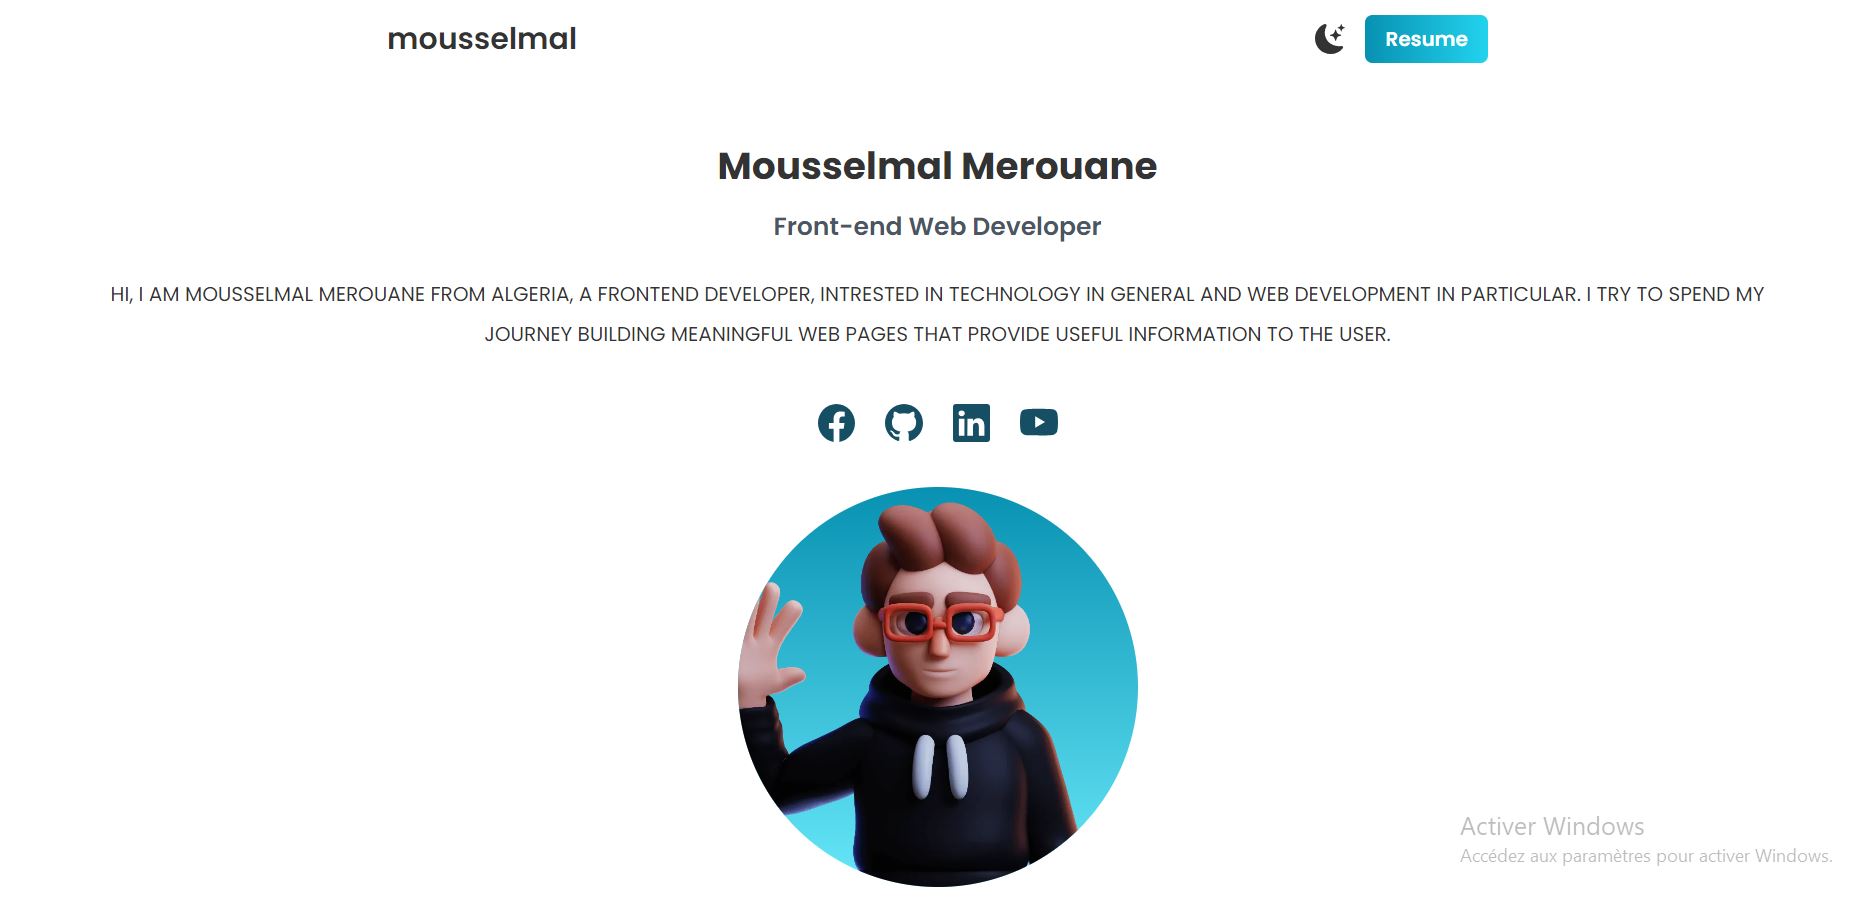 mousselmal
Resume
Mousselmal Merouane
Front-end Web Developer
HI, I AM MOUSSELMAL MEROUANE FROM ALGERIA, A FRONTEND DEVELOPER, INTRESTED IN TECHNOLOGY IN GENERAL AND WEB DEVELOPMENT IN PARTICULAR. I TRY TO SPEND MY
JOURNEY BUILDING MEANINGFUL WEB PAGES THAT PROVIDE USEFUL INFORMATION TO THE USER.
in
Activer Windows
Accédez aux paramètres pour activer Windows.